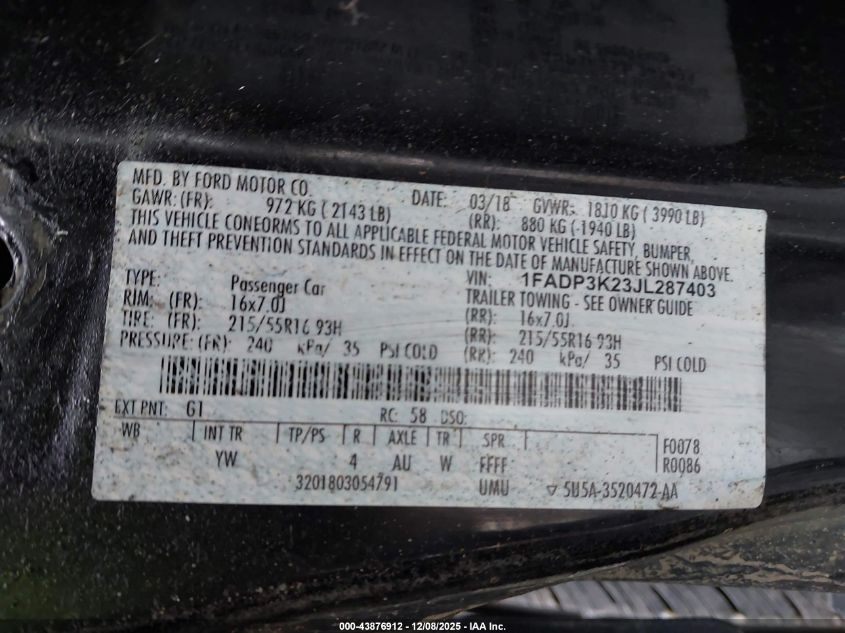 MFD. BY FORD MOTOR CO. DATE: 03/18 GVWR: 1810 KG ( 3990 LB)
GAWR: (FR): 972 KG ( 2143 LB) (RR): 880 KG ( 1940 LB)
THIS VEHICLE CONFORMS TO ALL APPLICABLE FEDERAL MOTOR VEHICLE SAFETY, BUMPER,
AND THEFT PREVENTION STANDARDS IN EFFECT ON THE DATE OF MANUFACTURE SHOWN ABOVE.
VIN: 1FADP3K23JL287403
TYPE: Passenger Car TRAILER TOWING - SEE OWNER GUIDE
RIM: (FR): 16x7.0J (RR): 16x7.0J
TIRE: (FR): 215/55R16 93H (RR): 215/55R16 93H
PRESSURE: (FR): 240 kPa/ 35 PSI COLD (RR): 240 kPa/ 35 PSI COLD
EXT PNT: G1 RC: 58 DSO:
WB INT TR TP/PS R AXLE TR SPR F0078
YW 4 AU W FFFF R0086
3201803054791 UMU ▽ 5U5A-3520472-AA
000-43876912 - 12/08/2025 - IAA Inc.